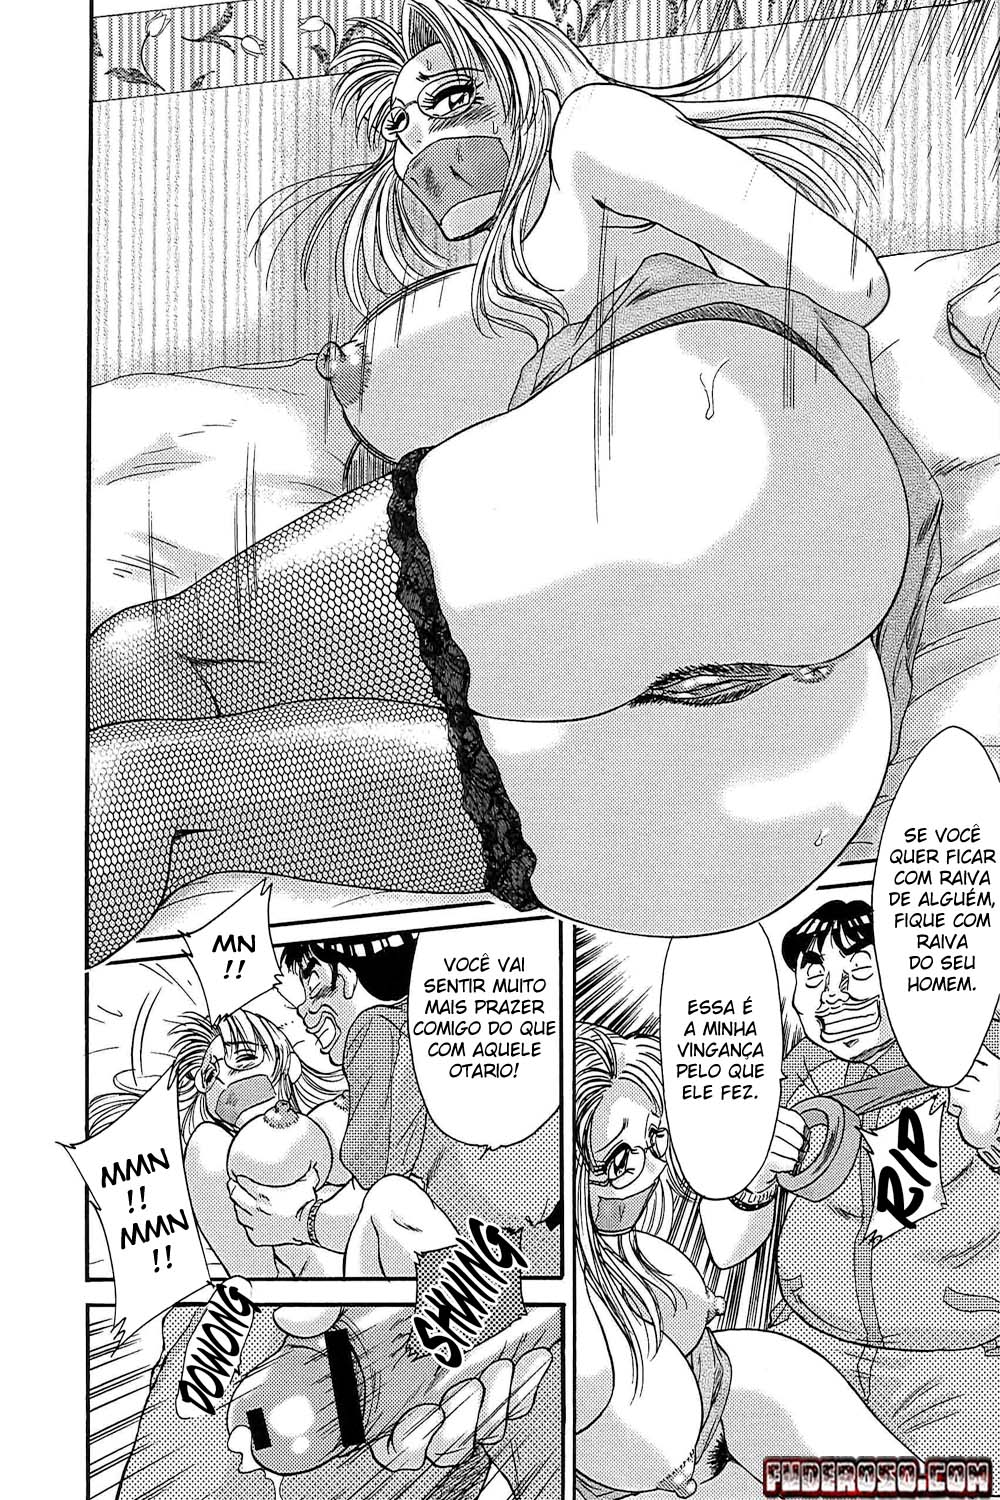 SE VOCÊ
QUER FICAR
COM RAIVA
DE ALGUÉM,
FIQUE COM
RAIVA
DO SEU
HOMEM.
ESSA É
A MINHA
VINGANÇA
PELO QUE
ELE FEZ.
RIP
VOCÊ VAI
SENTIR MUITO
MAIS PRAZER
COMIGO DO QUE
COM AQUELE
OTARIO!
MN
!!
MMN
!!
MMN
!!
SHWING
DOWONG
FUDEROSO.COM